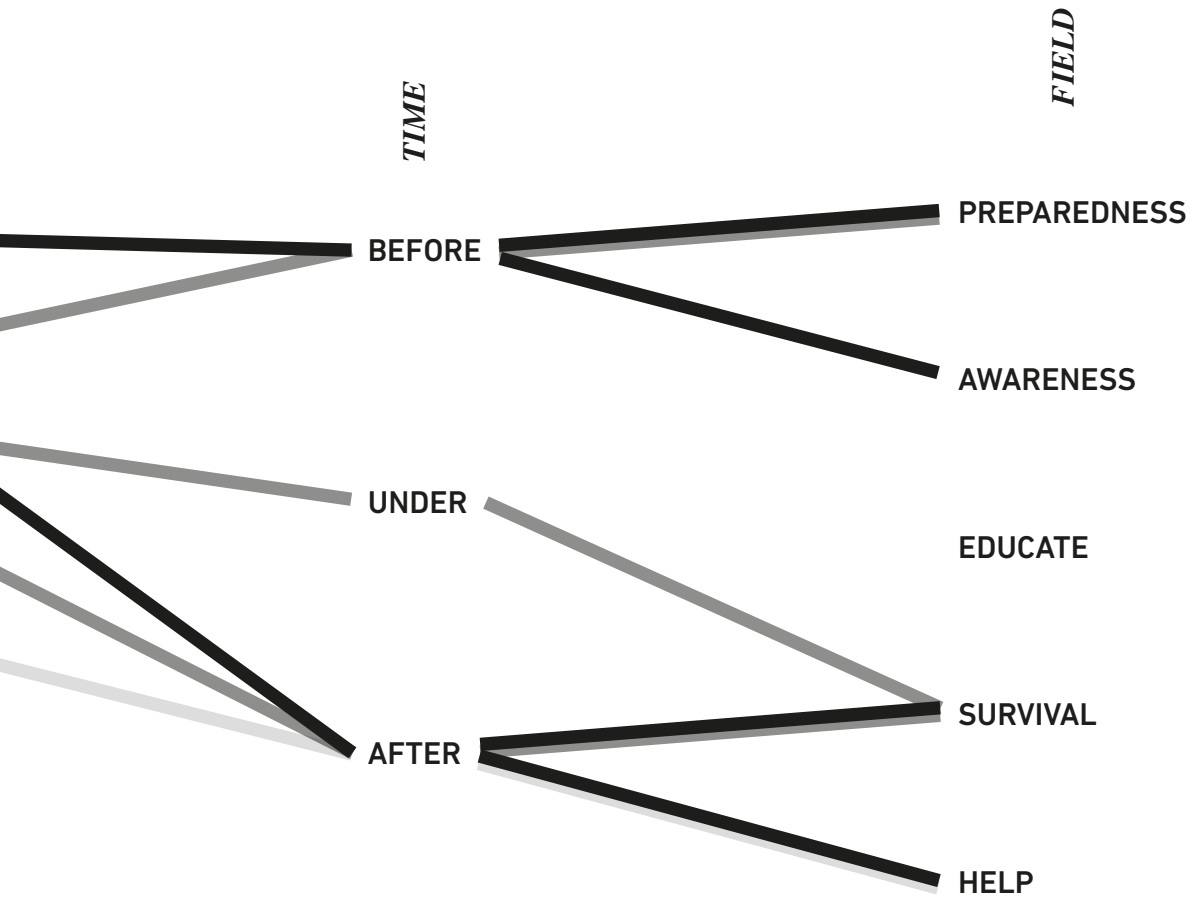 TIME
FIELD
BEFORE
UNDER
AFTER
PREPAREDNESS
AWARENESS
EDUCATE
SURVIVAL
HELP